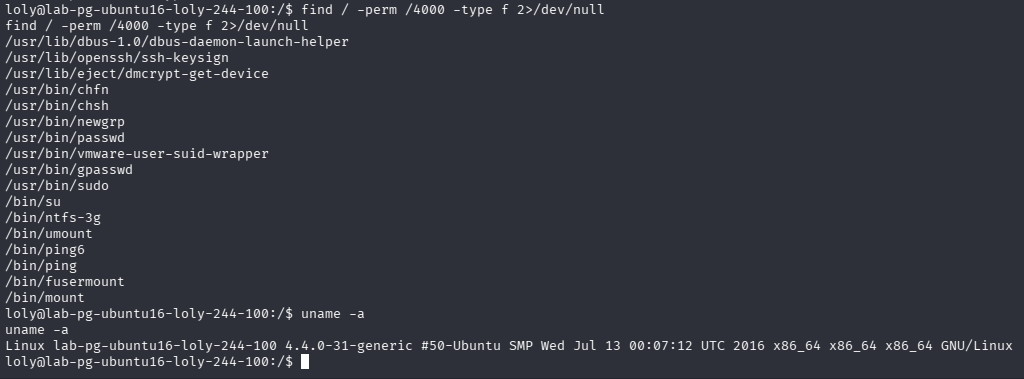 loly@lab-pg-ubuntu16-loly-244-100:/$ find / -perm /4000 -type f 2>/dev/null
find / -perm /4000 -type f 2>/dev/null
/usr/lib/dbus-1.0/dbus-daemon-launch-helper
/usr/lib/openssh/ssh-keysign
/usr/lib/eject/dmcrypt-get-device
/usr/bin/chfn
/usr/bin/chsh
/usr/bin/newgrp
/usr/bin/passwd
/usr/bin/vmware-user-suid-wrapper
/usr/bin/gpasswd
/usr/bin/sudo
/bin/su
/bin/ntfs-3g
/bin/umount
/bin/ping6
/bin/ping
/bin/fusermount
/bin/mount
loly@lab-pg-ubuntu16-loly-244-100:/$ uname -a
uname -a
Linux lab-pg-ubuntu16-loly-244-100 4.4.0-31-generic #50-Ubuntu SMP Wed Jul 13 00:07:12 UTC 2016 x86_64 x86_64 x86_64 GNU/Linux
loly@lab-pg-ubuntu16-loly-244-100:/$